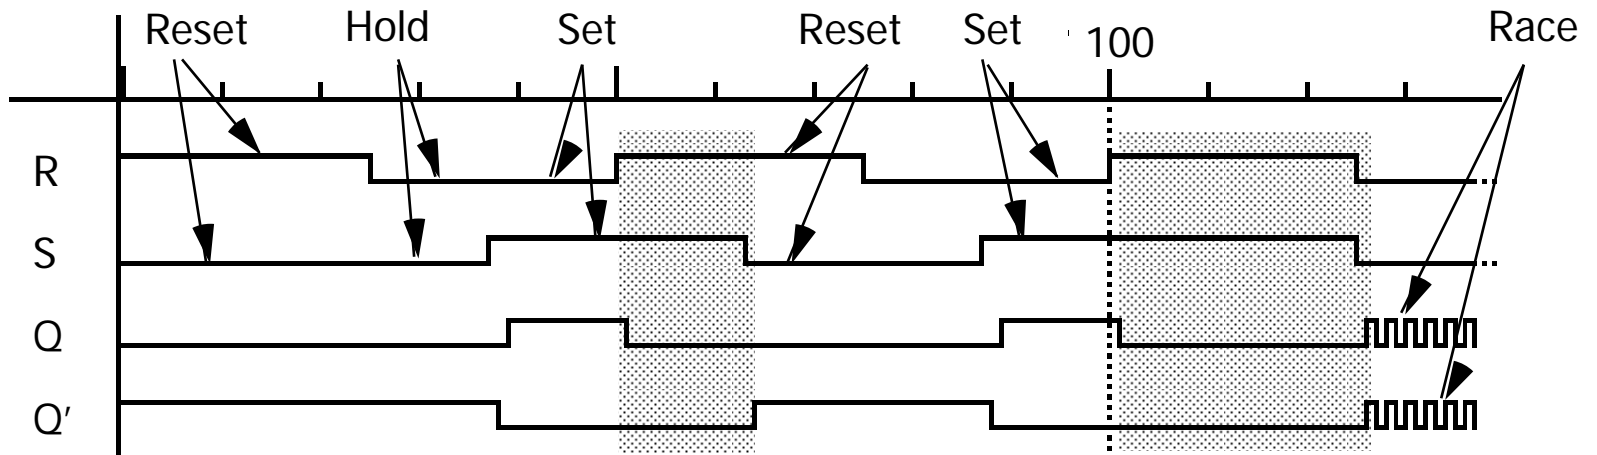 Reset Hold Set Reset Set 100 Race
R
S
Q
Q′